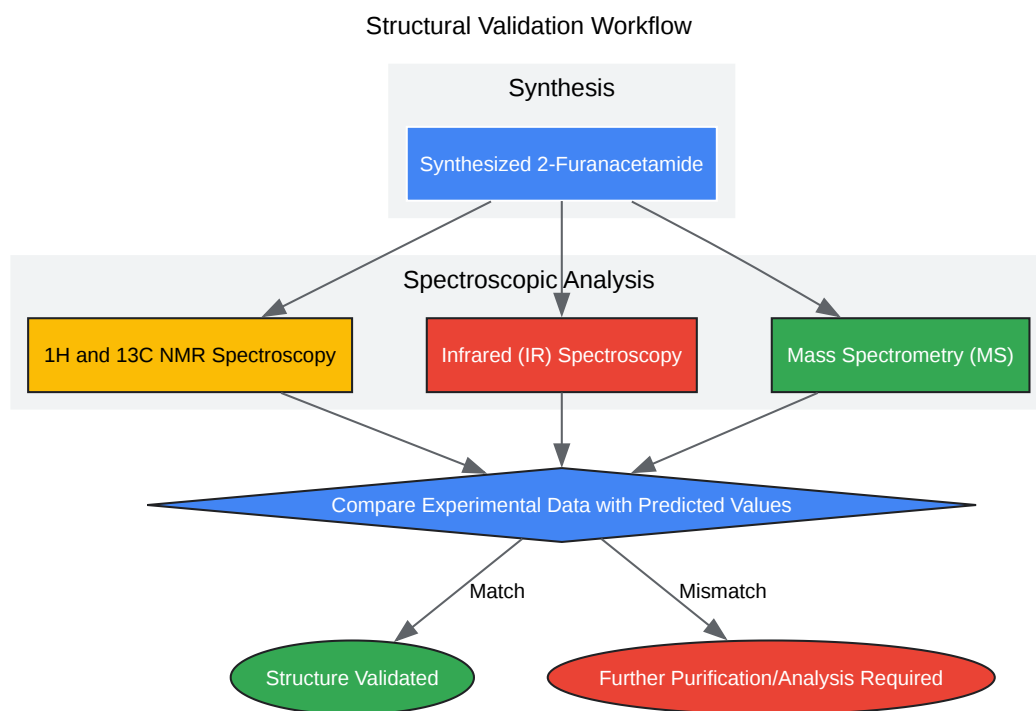 Structural Validation Workflow
Synthesis
Synthesized 2-Furanacetamide
Spectroscopic Analysis
1H and 13C NMR Spectroscopy
Infrared (IR) Spectroscopy
Mass Spectrometry (MS)
Compare Experimental Data with Predicted Values
Match
Mismatch
Structure Validated
Further Purification/Analysis Required